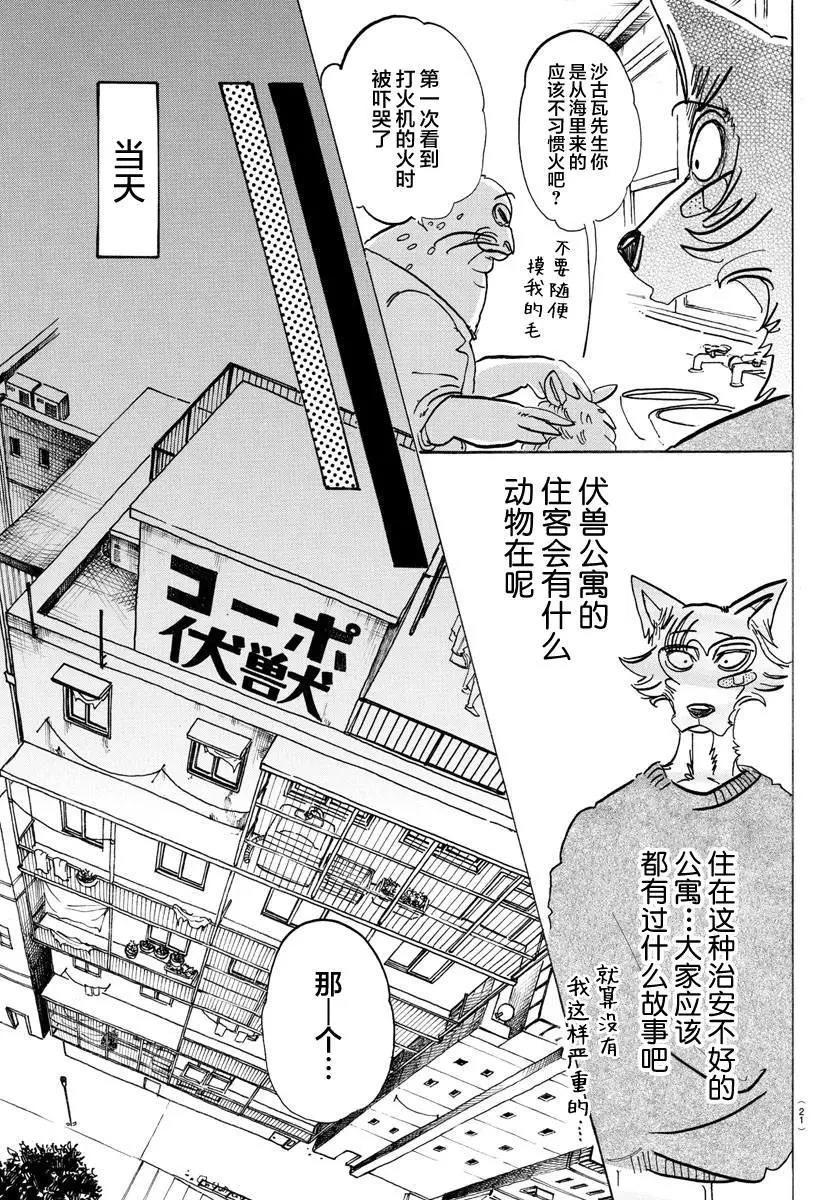 沙古瓦先生你
是从海里来的
应该不习惯火吧？
第一次看到
打火机的火时
被吓哭了
不要随便
摸我的毛
伏兽公寓的
住客会有什么
动物在呢
住在这种治安不好的
公寓…大家应该
都有过什么故事吧
就算没有
我这样严重的…
当天
コーポ
伏獣
那
一个…
（21）